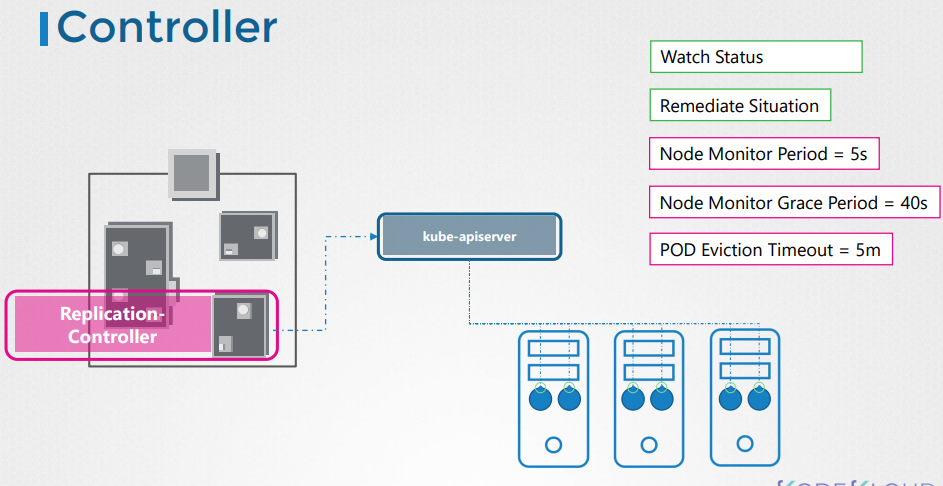 Controller
Watch Status
Remediate Situation
Node Monitor Period = 5s
Node Monitor Grace Period = 40s
POD Eviction Timeout = 5m
kube-apiserver
Replication-
Controller